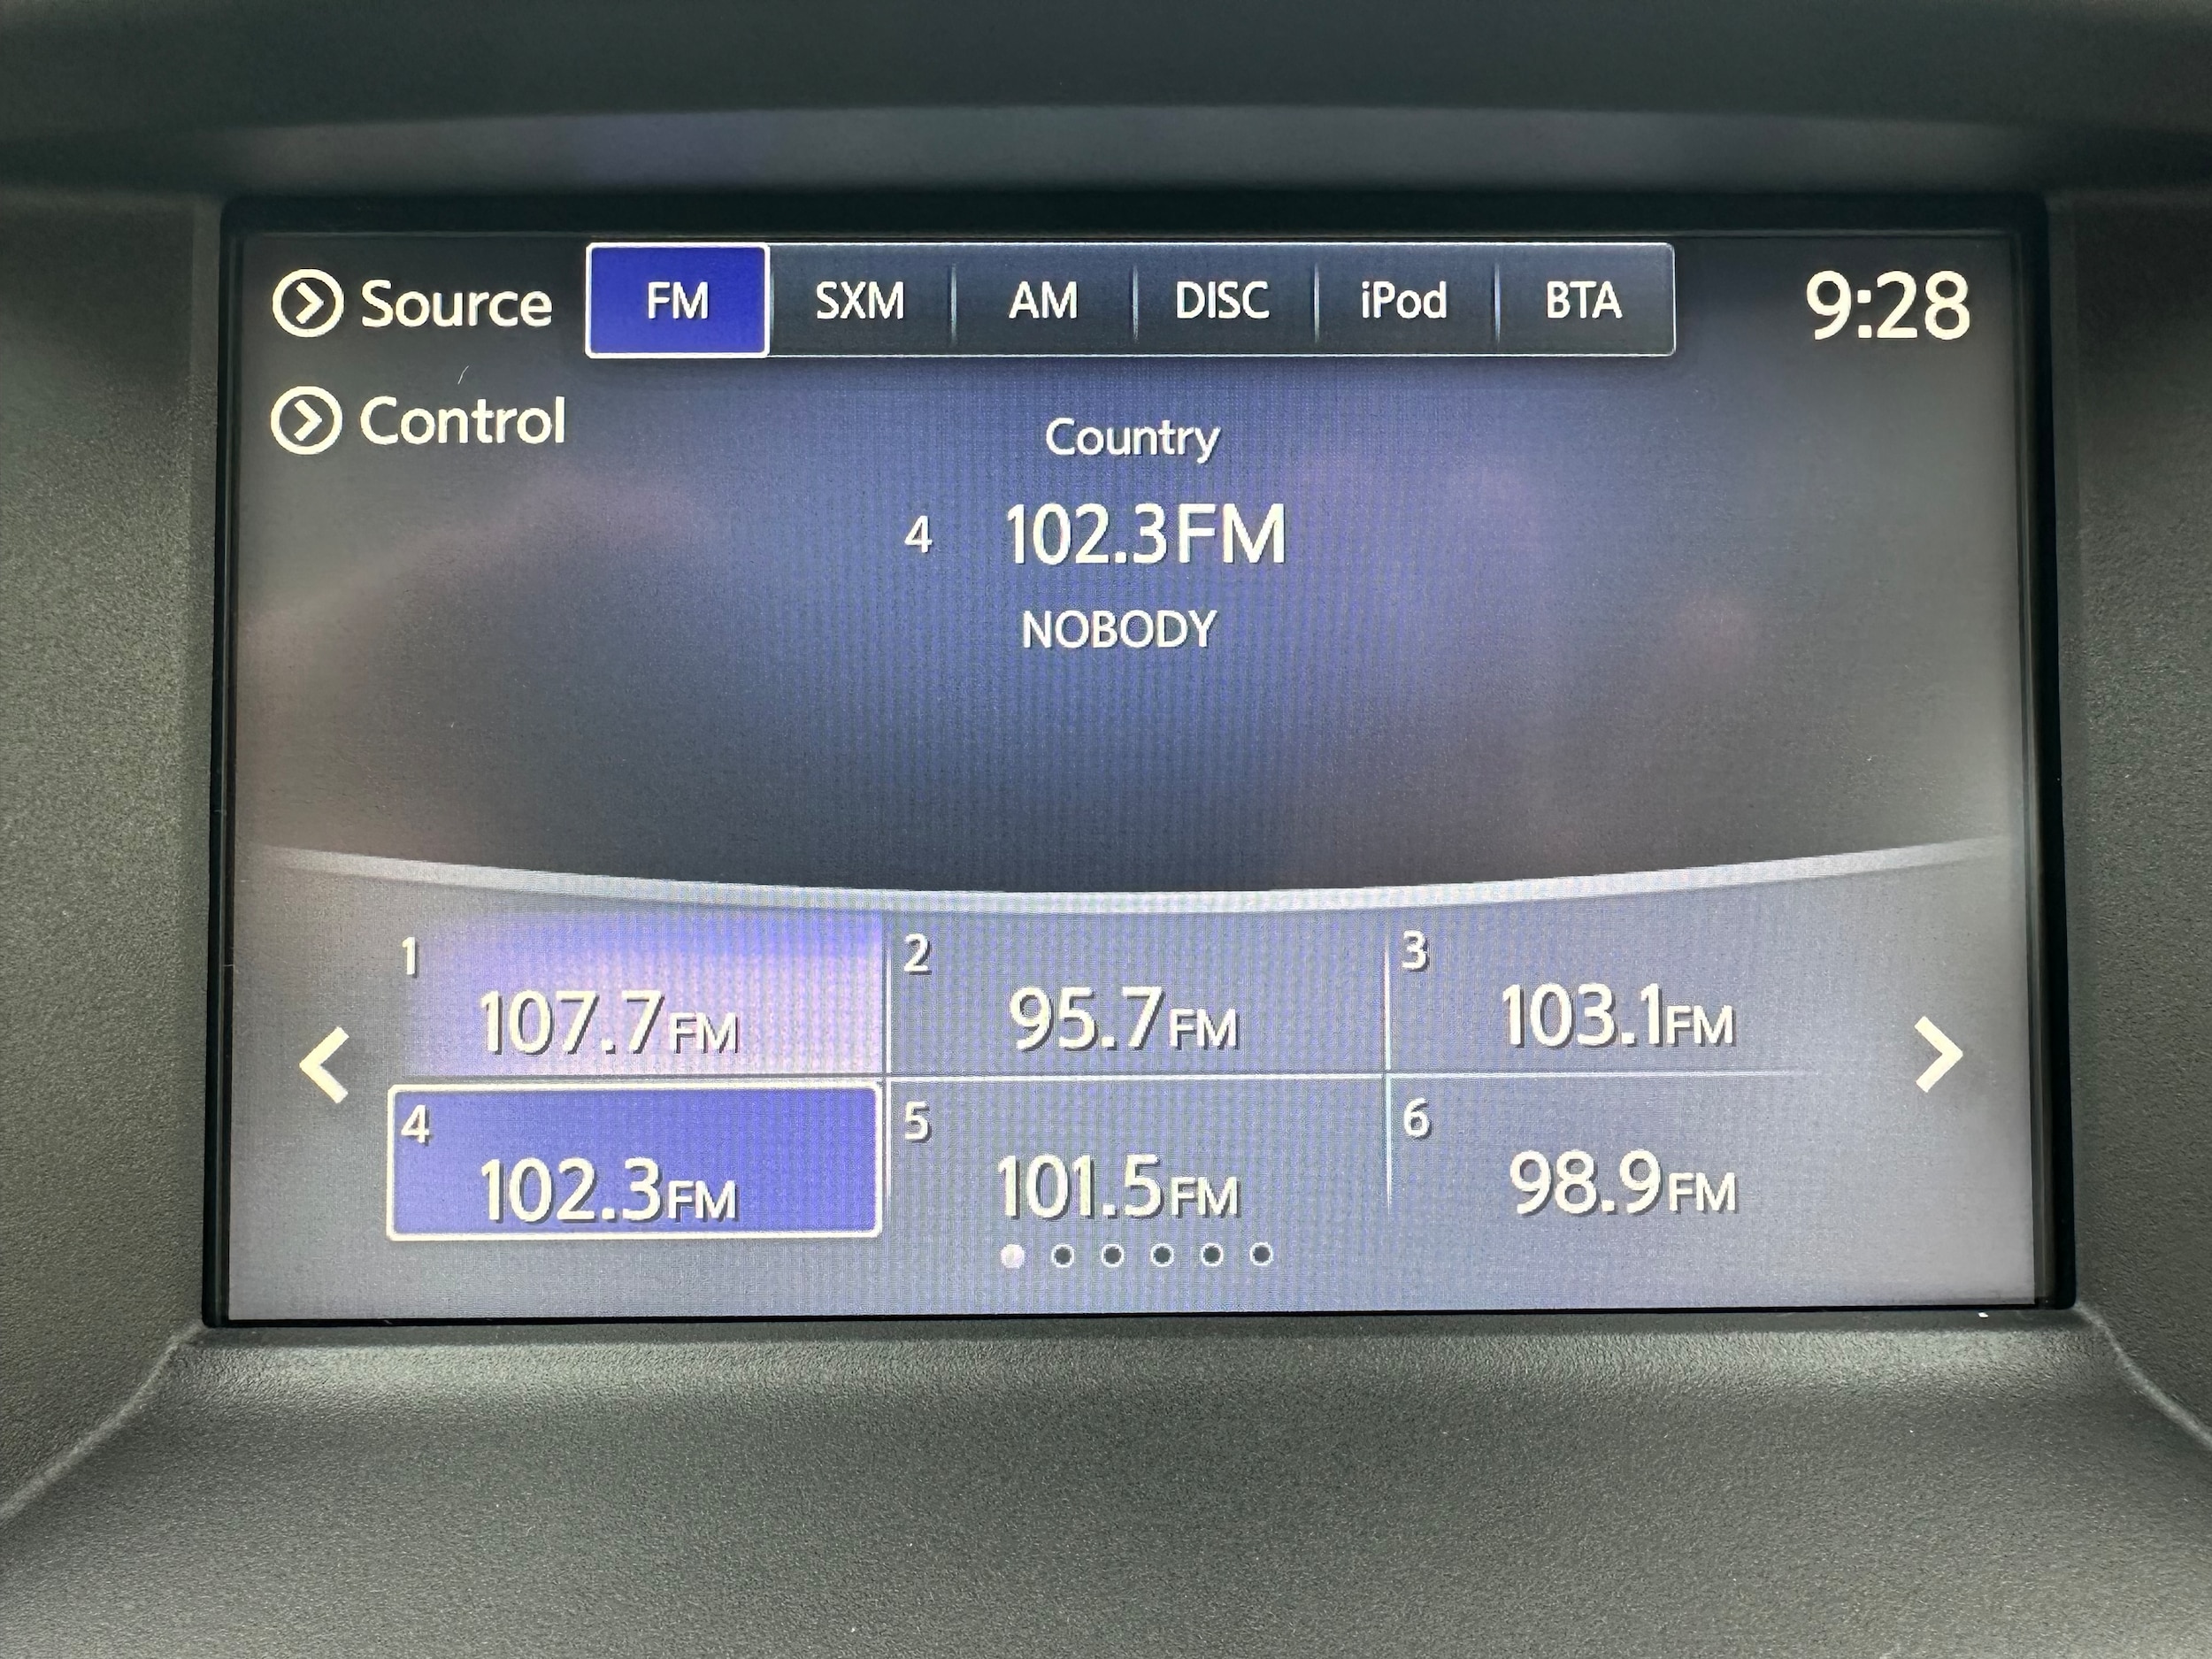 Source FM SXM AM DISC iPod BTA 9:28
Control
Country
4 102.3FM
NOBODY
1 107.7FM 2 95.7FM 3 103.1FM
4 102.3FM 5 101.5FM 6 98.9FM